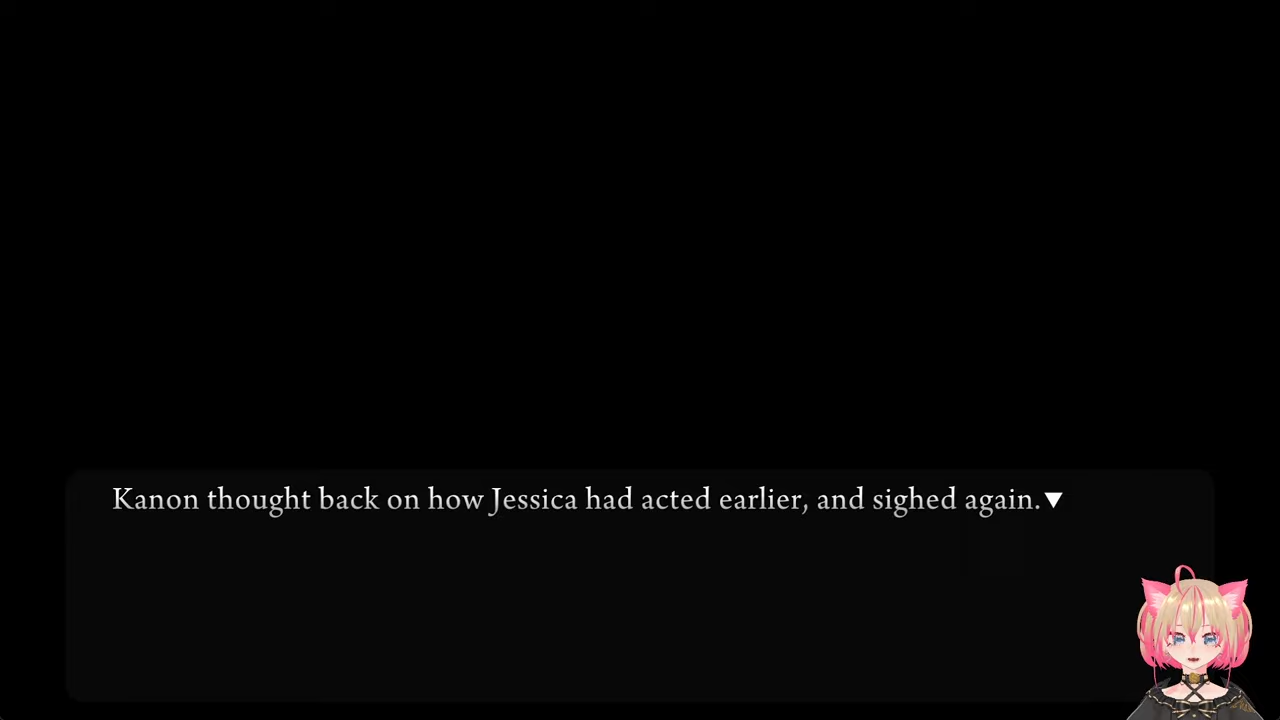 Kanon thought back on how Jessica had acted earlier, and sighed again.▼